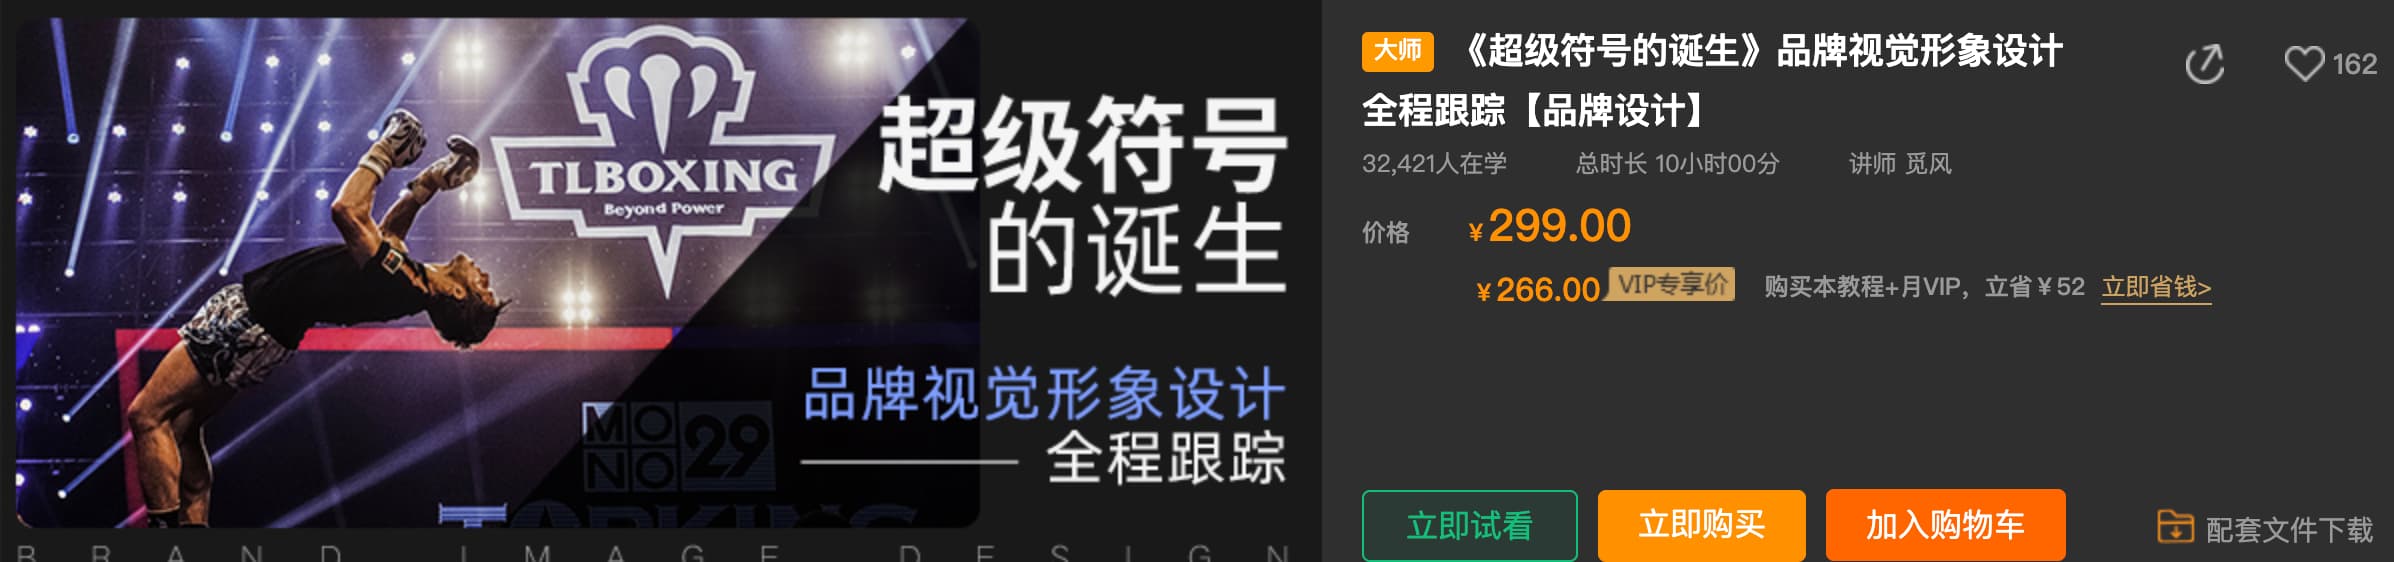 TLBOXING
Beyond Power
超级符号
的诞生
品牌视觉形象设计
全程跟踪
MO
NO 29
BRAND IMAGE DESIGN
大师 《超级符号的诞生》品牌视觉形象设计
全程跟踪【品牌设计】
162
32,421人在学 总时长 10小时00分 讲师 觅风
价格 ¥299.00
¥266.00 VIP专享价 购买本教程+月VIP，立省¥52 立即省钱>
立即试看 立即购买 加入购物车 配套文件下载